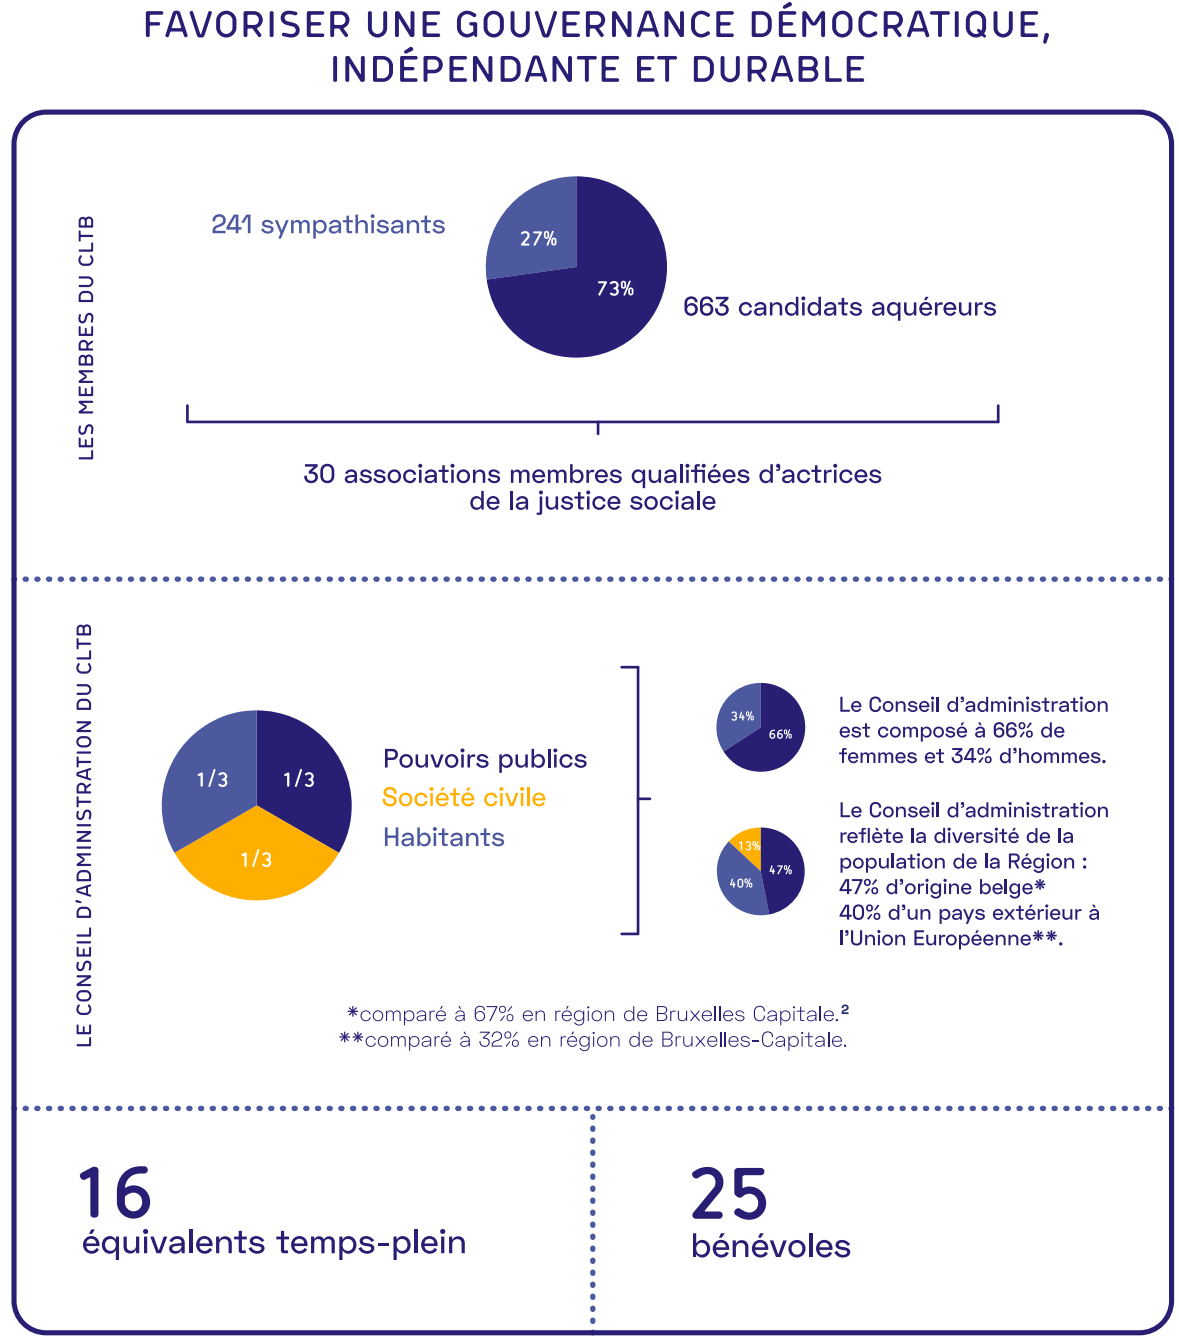 FAVORISER UNE GOUVERNANCE DÉMOCRATIQUE,
INDÉPENDANTE ET DURABLE
LES MEMBRES DU CLTB
241 sympathisants
27%
73%
663 candidats aquéreurs
30 associations membres qualifiées d'actrices
de la justice sociale
LE CONSEIL D'ADMINISTRATION DU CLTB
1/3
1/3
1/3
Pouvoirs publics
Société civile
Habitants
34%
66%
Le Conseil d'administration
est composé à 66% de
femmes et 34% d'hommes.
13%
47%
40%
Le Conseil d'administration
reflète la diversité de la
population de la Région :
47% d'origine belge*
40% d'un pays extérieur à
l'Union Européenne**.
*comparé à 67% en région de Bruxelles Capitale.²
**comparé à 32% en région de Bruxelles-Capitale.
16
équivalents temps-plein
25
bénévoles